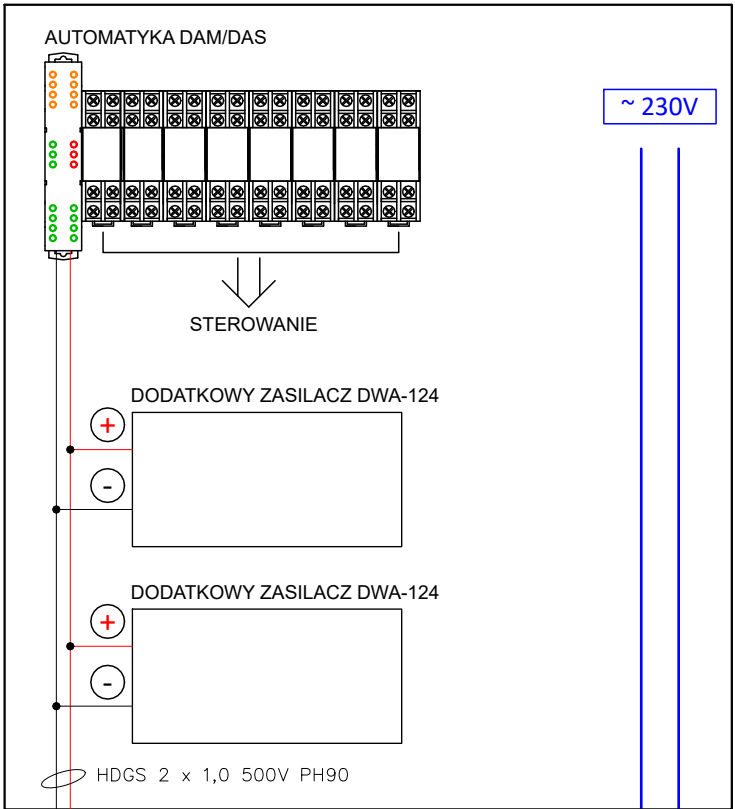 AUTOMATYKA DAM/DAS
~ 230V
STEROWANIE
DODATKOWY ZASILACZ DWA-124
+
-
DODATKOWY ZASILACZ DWA-124
+
-
HDGS 2 x 1,0 500V PH90